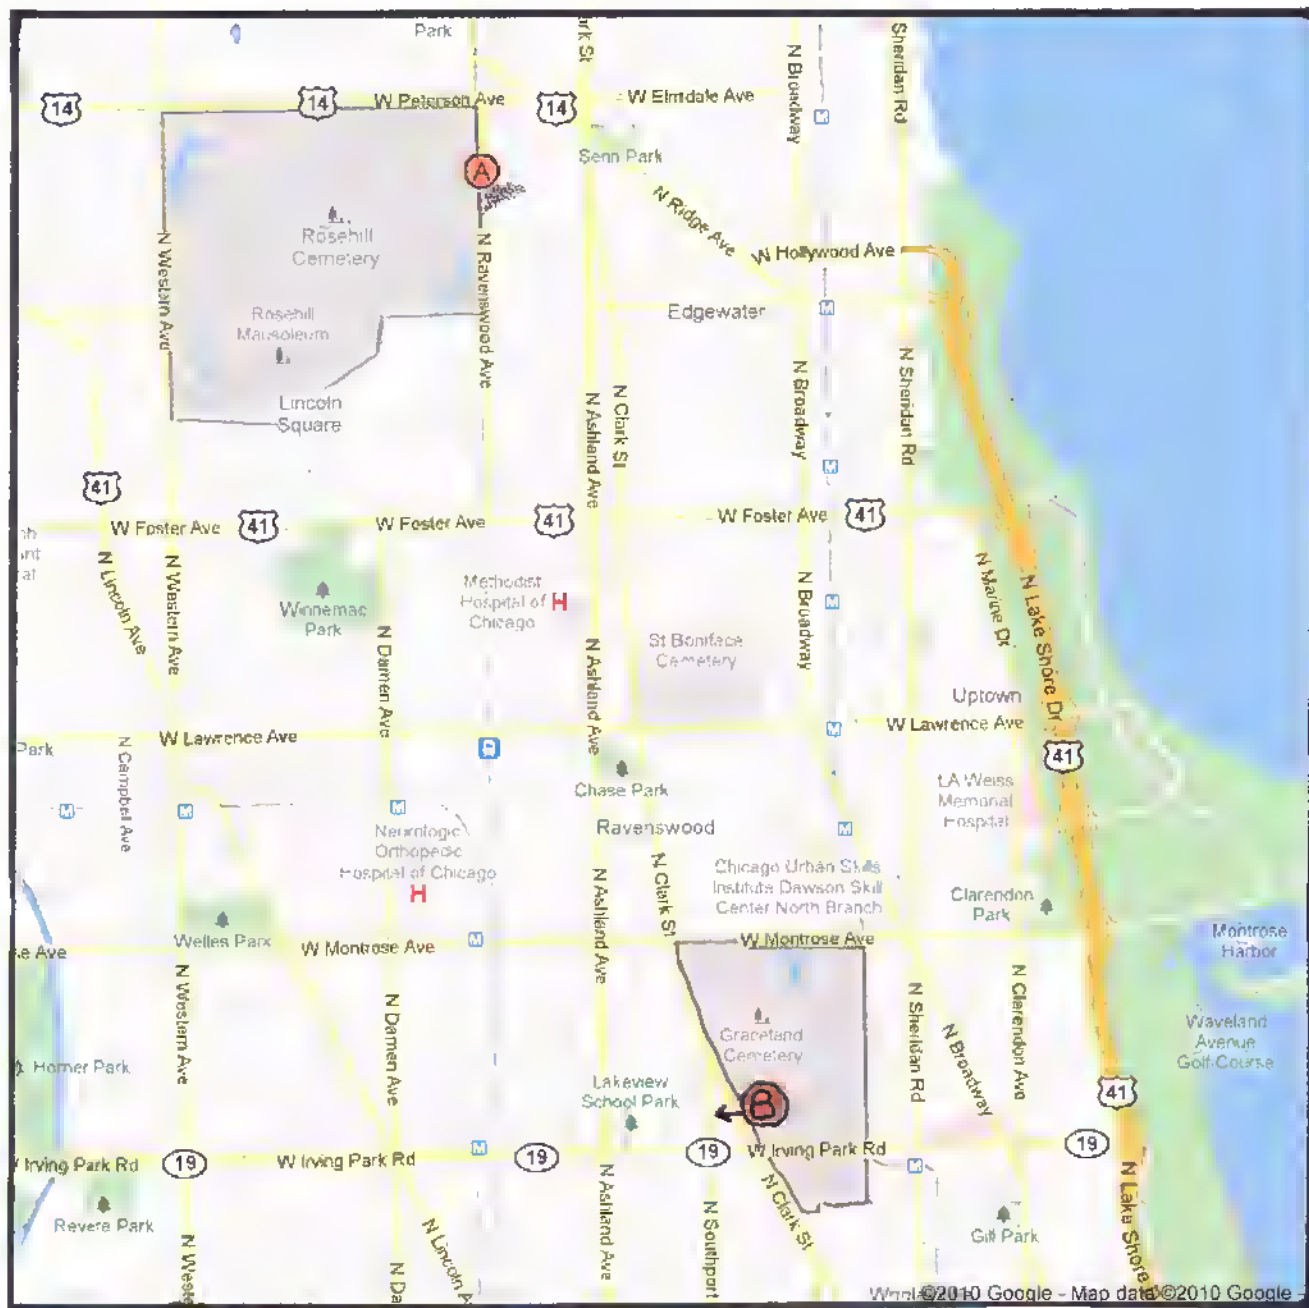 Park
rk St
N Broadway
Sheridan Rd
14
14
W Peterson Ave
14
W Elmdale Ave
M
A
Senn Park
N Ridge Ave
Rosehill
Cemetery
N Western Ave
N Ravenswood Ave
W Hollywood Ave
Rosehill
Mausoleum
Edgewater
M
N Sheridan Rd
N Broadway
Lincoln
Square
N Ashland Ave
N Clark St
M
41
W Foster Ave
41
W Foster Ave
41
W Foster Ave
41
N Lincoln Ave
N Western Ave
Winnemac
Park
N Damen Ave
Methodist
Hospital of
Chicago
H
N Ashland Ave
St Boniface
Cemetery
N Broadway
M
N Marine Dr
N Lake Shore Dr
Uptown
W Lawrence Ave
W Lawrence Ave
M
41
Park
N Campbell Ave
Chase Park
LA Weiss
Memorial
Hospital
M
M
M
Neurologic
Orthopedic
Hospital of Chicago
H
Ravenswood
M
N Clark St
N Ashland Ave
Chicago Urban Skills
Institute Dawson Skill
Center North Branch
Clarendon
Park
Welles Park
e Ave
W Montrose Ave
M
W Montrose Ave
Montrose
Harbor
N Western Ave
N Damen Ave
Graceland
Cemetery
N Sheridan Rd
N Broadway
N Clarendon Ave
Waveland
Avenue
Golf Course
Horner Park
Lakeview
School Park
B
41
Irving Park Rd
19
W Irving Park Rd
M
19
19
W Irving Park Rd
M
19
Revere Park
N Weste
N Da
N Lincoln A
N Ashland Ave
N Southport
N Clark St
Gill Park
N Lake Shore
©2010 Google - Map data ©2010 Google -